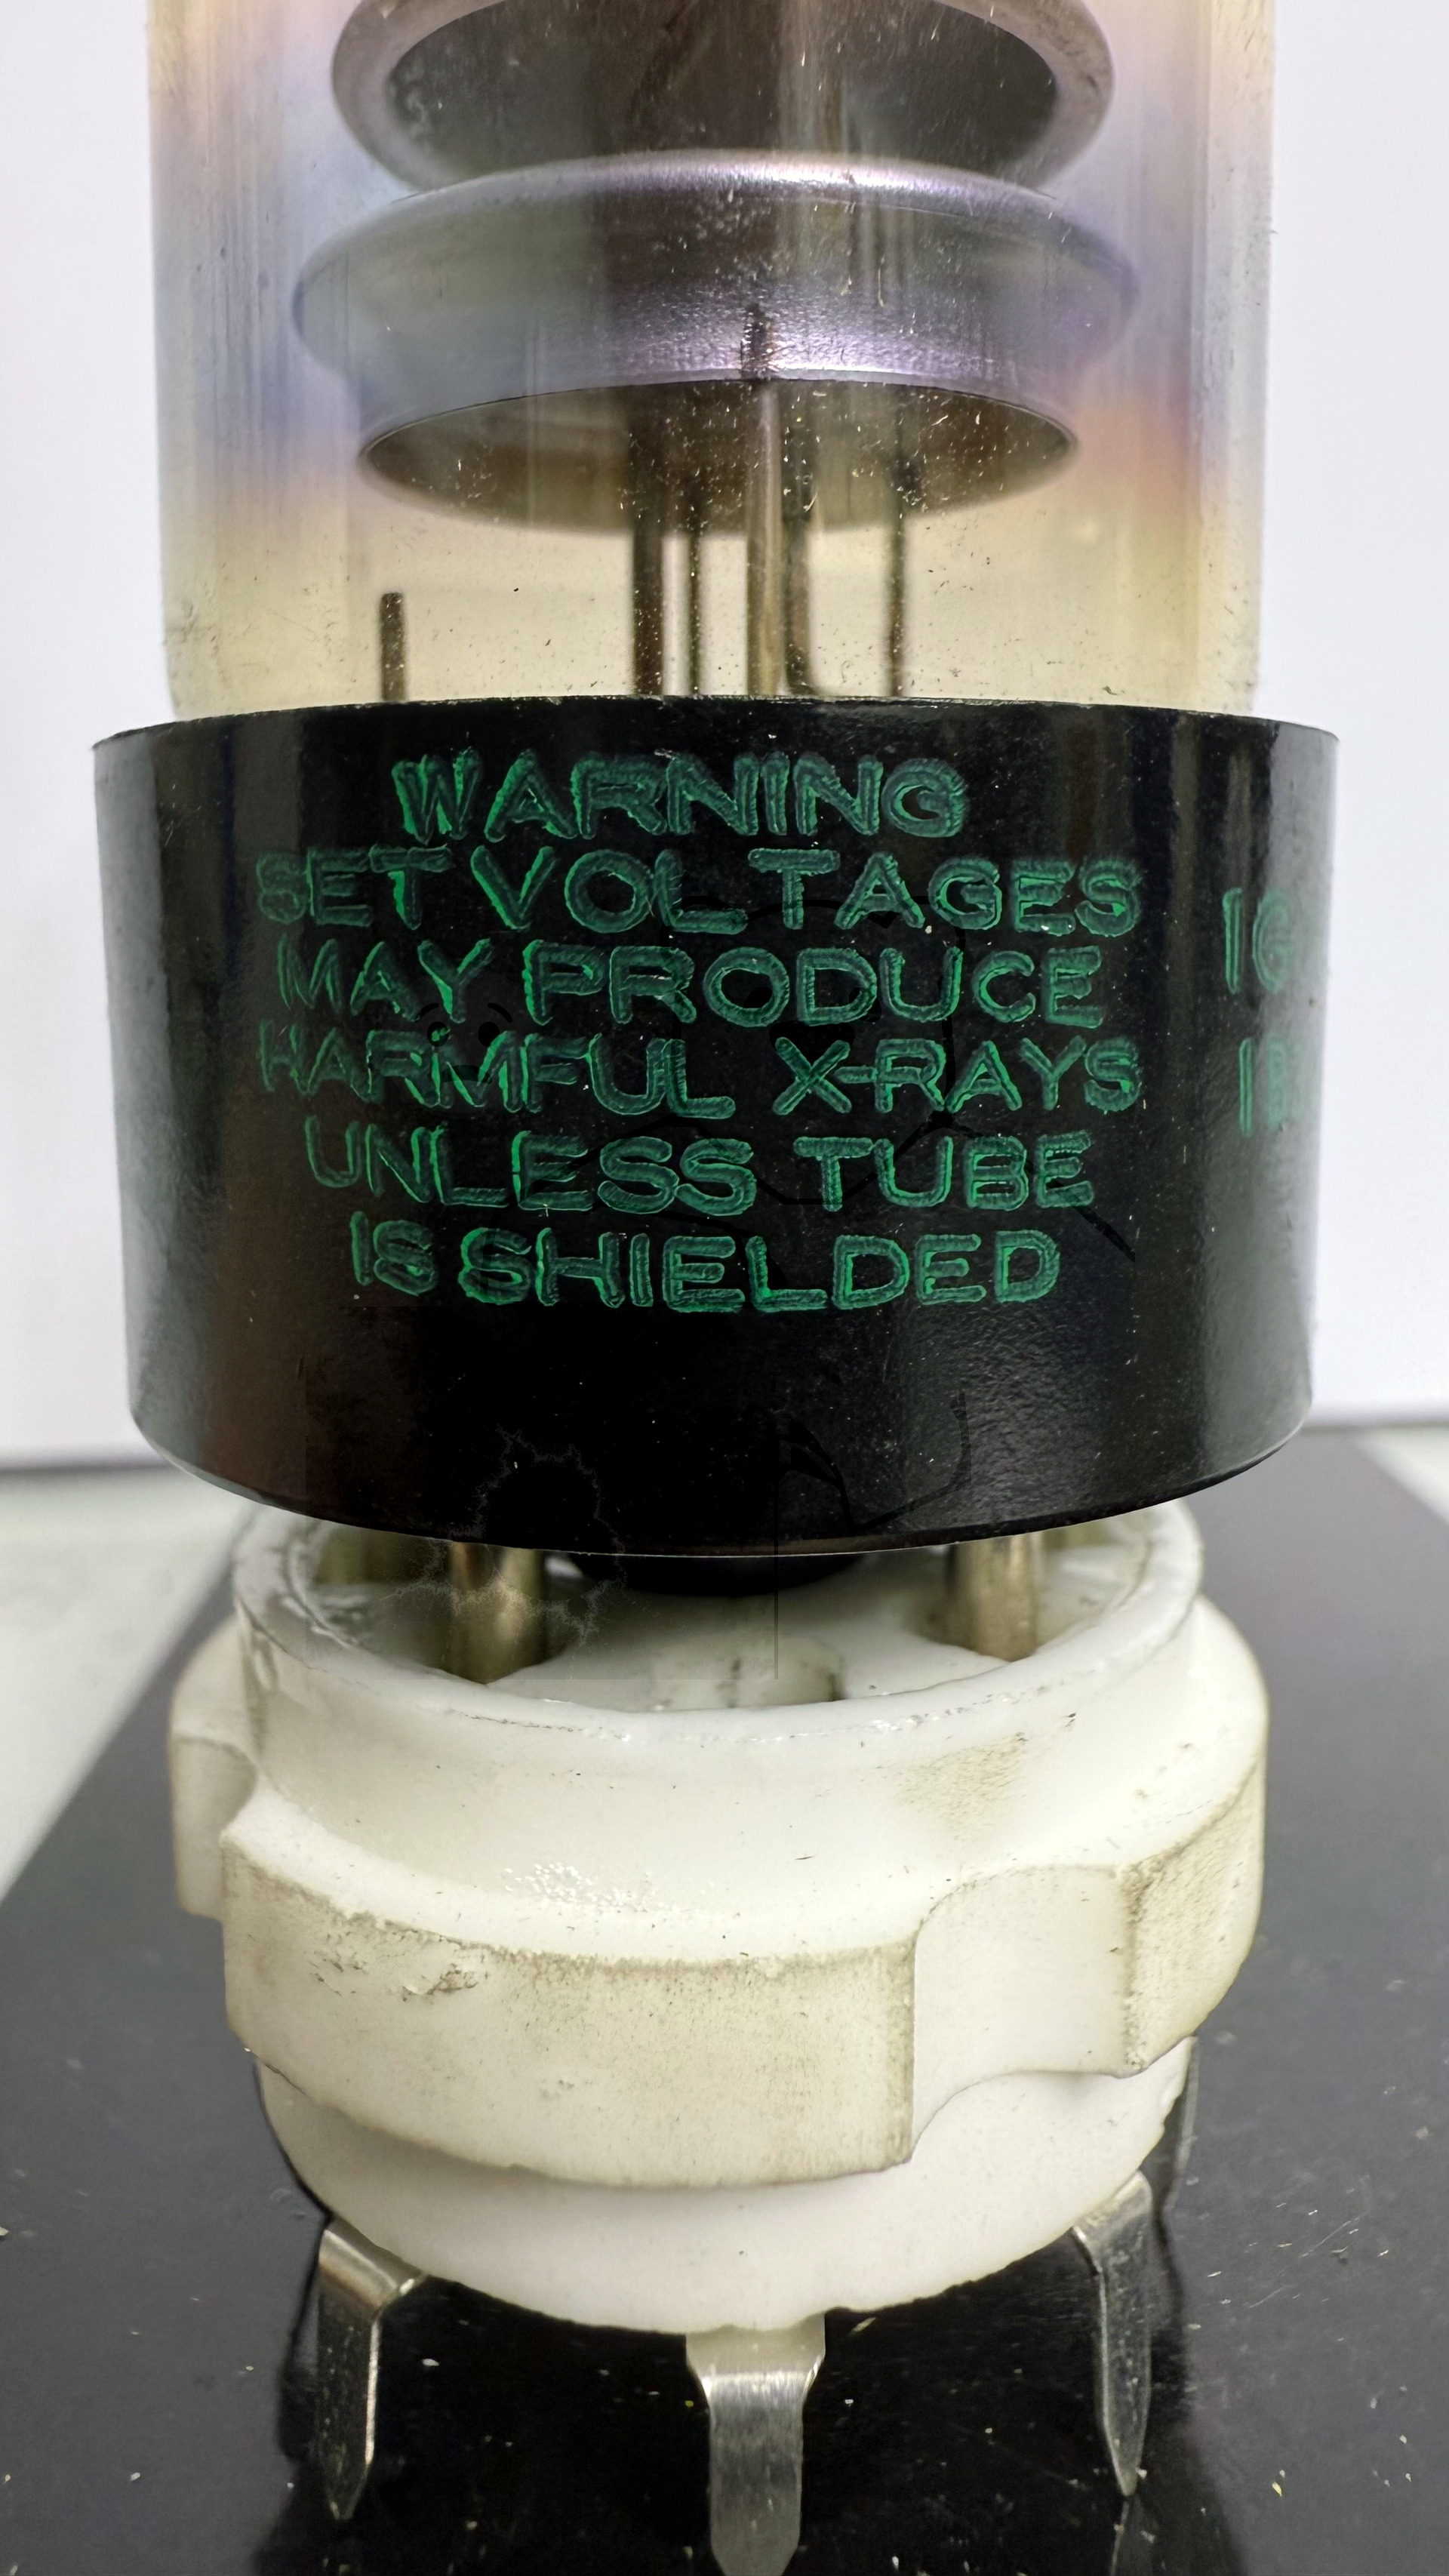 WARNING
SET VOLTAGES
MAY PRODUCE
HARMFUL X-RAYS
UNLESS TUBE
IS SHIELDED